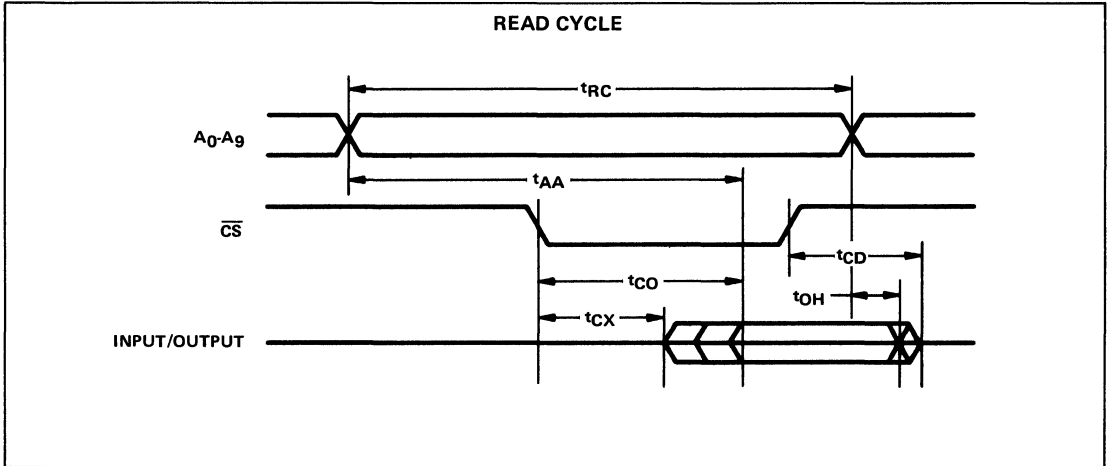 READ CYCLE
tRC
A0-A9
tAA
CS
tCD
tCO
tOH
tCX
INPUT/OUTPUT